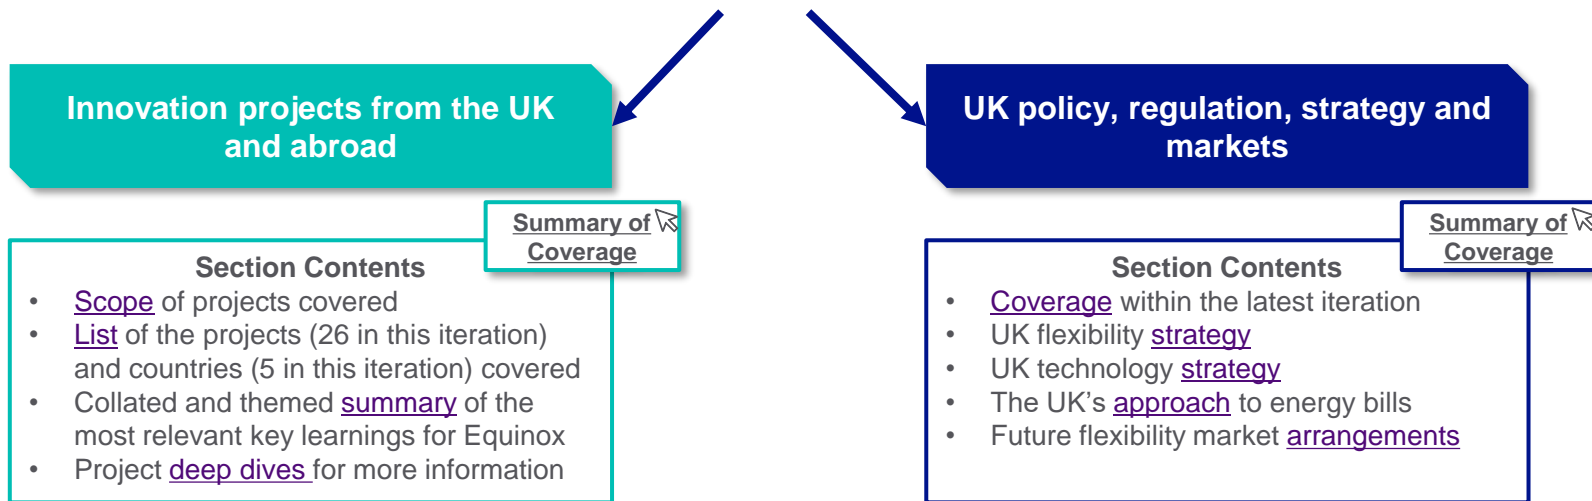 Innovation projects from the UK
and abroad
Summary of
Coverage
Section Contents
• Scope of projects covered
• List of the projects (26 in this iteration)
and countries (5 in this iteration) covered
• Collated and themed summary of the
most relevant key learnings for Equinox
• Project deep dives for more information
UK policy, regulation, strategy and
markets
Summary of
Coverage
Section Contents
• Coverage within the latest iteration
• UK flexibility strategy
• UK technology strategy
• The UK's approach to energy bills
• Future flexibility market arrangements